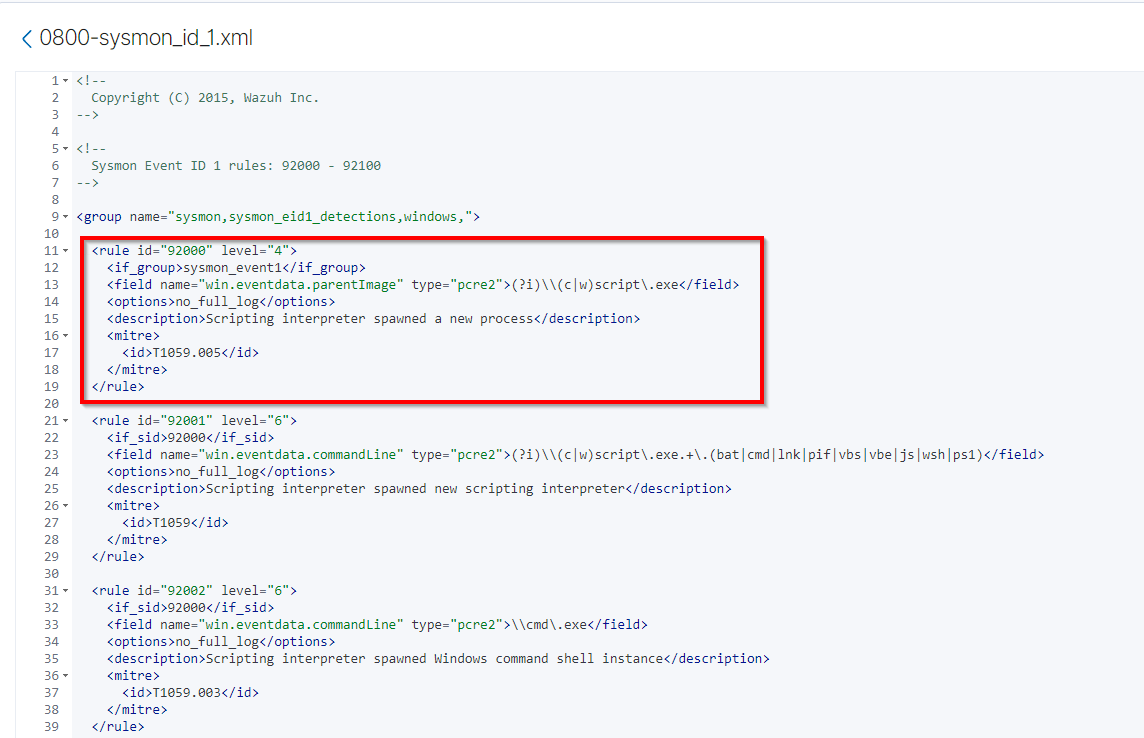 0800-sysmon_id_1.xml
1 <!--
2 Copyright (C) 2015, Wazuh Inc.
3 -->
4
5 <!--
6 Sysmon Event ID 1 rules: 92000 - 92100
7 -->
8
9 <group name="sysmon,sysmon_eid1_detections,windows,">
10
11 <rule id="92000" level="4">
12 <if_group>sysmon_event1</if_group>
13 <field name="win.eventdata.parentImage" type="pcre2">(?i)\\(c|w)script\.exe</field>
14 <options>no_full_log</options>
15 <description>Scripting interpreter spawned a new process</description>
16 <mitre>
17 <id>T1059.005</id>
18 </mitre>
19 </rule>
20
21 <rule id="92001" level="6">
22 <if_sid>92000</if_sid>
23 <field name="win.eventdata.commandLine" type="pcre2">(?i)\\(c|w)script\.exe.+\.(bat|cmd|lnk|pif|vbs|vbe|js|wsh|ps1)</field>
24 <options>no_full_log</options>
25 <description>Scripting interpreter spawned new scripting interpreter</description>
26 <mitre>
27 <id>T1059</id>
28 </mitre>
29 </rule>
30
31 <rule id="92002" level="6">
32 <if_sid>92000</if_sid>
33 <field name="win.eventdata.commandLine" type="pcre2">\\cmd\.exe</field>
34 <options>no_full_log</options>
35 <description>Scripting interpreter spawned Windows command shell instance</description>
36 <mitre>
37 <id>T1059.003</id>
38 </mitre>
39 </rule>